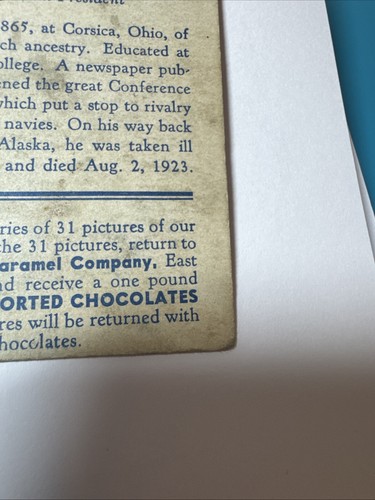 President
865, at Corsica, Ohio, of
ch ancestry. Educated at
ollege. A newspaper pub-
ened the great Conference
which put a stop to rivalry
navies. On his way back
Alaska, he was taken ill
and died Aug. 2, 1923.
ries of 31 pictures of our
the 31 pictures, return to
aramel Company, East
nd receive a one pound
ORTED CHOCOLATES
res will be returned with
hocolates.